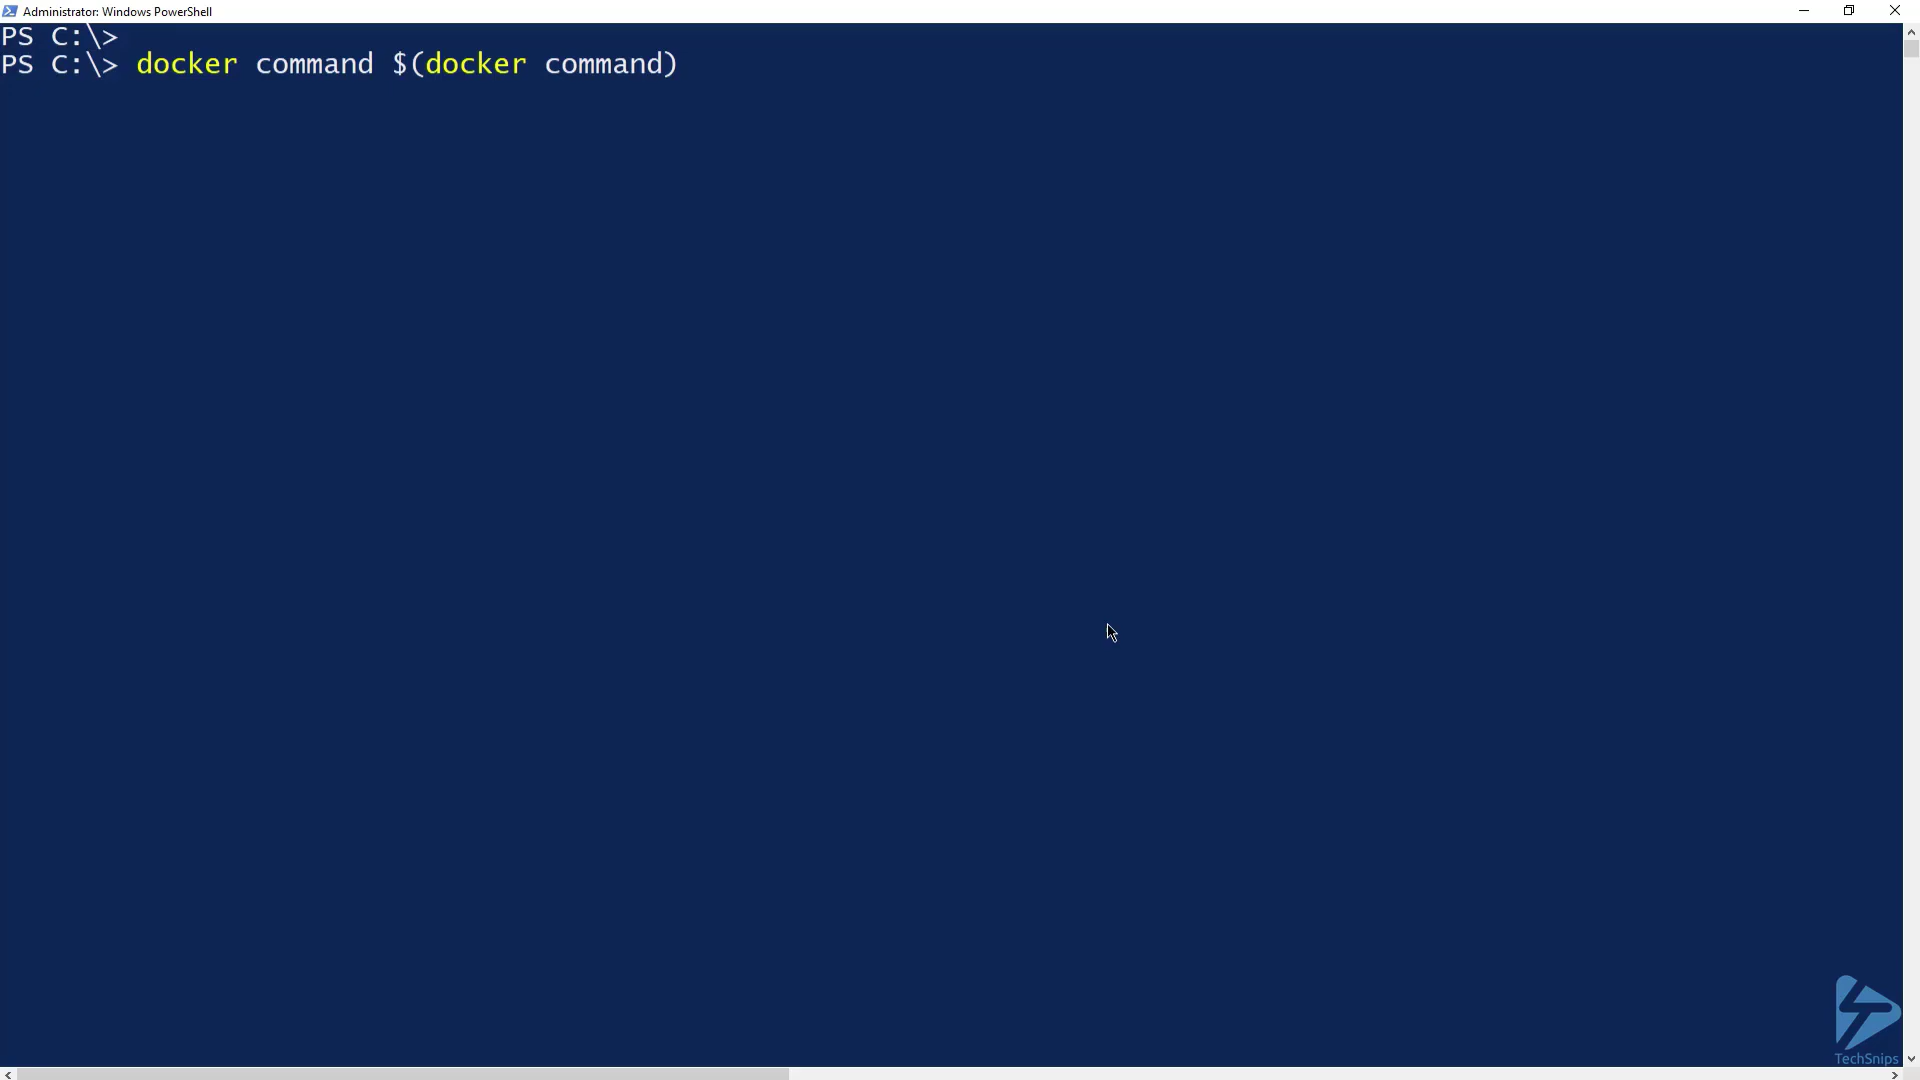 Administrator: Windows PowerShell
PS C:\>
PS C:\> docker command $(docker command)
TechSnips